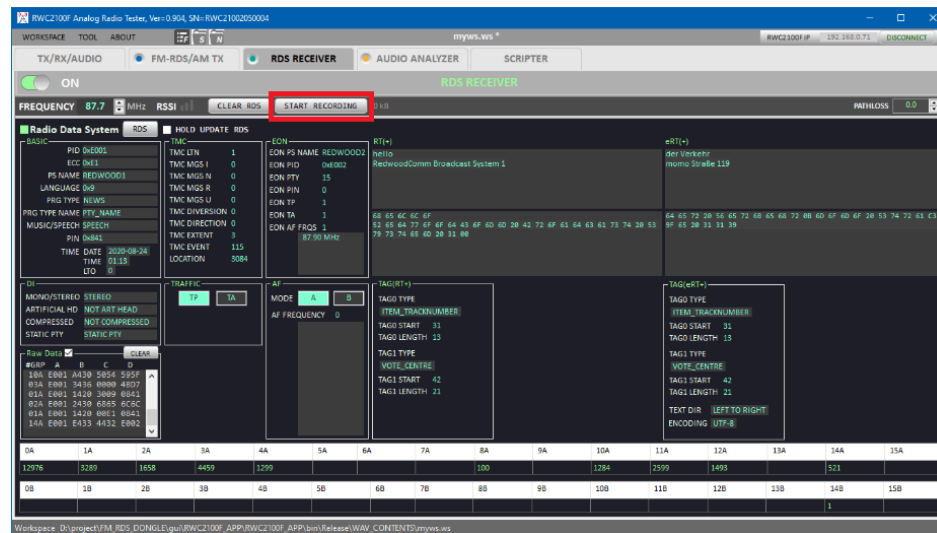 RWC2100F Analog Radio Tester, Ver=0.904, SN=RWC21002050004
WORKSPACE TOOL ABOUT F S N myws.ws * RWC2100F IP 192.168.0.71 DISCONNECT
TX/RX/AUDIO FM-RDS/AM TX RDS RECEIVER AUDIO ANALYZER SCRIPTER
ON RDS RECEIVER
FREQUENCY 87.7 MHz RSSI CLEAR RDS START RECORDING 0 kB PATHLOSS 0.0
Radio Data System RDS HOLD UPDATE RDS
BASIC
PID 0xE001
ECC 0xE1
PS NAME REDWOOD1
LANGUAGE 0x9
PRG TYPE NEWS
PRG TYPE NAME PTY_NAME
MUSIC/SPEECH SPEECH
PIN 0x841
TIME DATE 2020-08-24
TIME 01:13
LTO 0
TMC
TMC LTN 1
TMC MGS I 0
TMC MGS N 0
TMC MGS R 0
TMC MGS U 0
TMC DIVERSION 0
TMC DIRECTION 0
TMC EXTENT 3
TMC EVENT 115
LOCATION 3084
EON
EON PS NAME REDWOOD2
EON PID 0xE002
EON PTY 15
EON PIN 0
EON TP 1
EON TA 1
EON AF FRQS 1
87.90 MHz
RT(+)
hello
RedwoodComm Broadcast System 1
68 65 6C 6C 6F
52 65 64 77 6F 6F 64 43 6F 6D 6D 20 42 72 6F 61 64 63 61 73 74 20 53
79 73 74 65 6D 20 31 00
eRT(+)
der Verkehr
momo Straße 119
64 65 72 20 56 65 72 6B 65 68 72 0B 6D 6F 6D 6F 20 53 74 72 61 C3
9F 65 20 31 31 39
DI
MONO/STEREO STEREO
ARTIFICIAL HD NOT ART HEAD
COMPRESSED NOT COMPRESSED
STATIC PTY STATIC PTY
TRAFFIC
TP TA
AF
MODE A B
AF FREQUENCY 0
TAG(RT+)
TAG0 TYPE
ITEM_TRACKNUMBER
TAG0 START 31
TAG0 LENGTH 13
TAG1 TYPE
VOTE_CENTRE
TAG1 START 42
TAG1 LENGTH 21
TAG(eRT+)
TAG0 TYPE
ITEM_TRACKNUMBER
TAG0 START 31
TAG0 LENGTH 13
TAG1 TYPE
VOTE_CENTRE
TAG1 START 42
TAG1 LENGTH 21
TEXT DIR LEFT TO RIGHT
ENCODING UTF-8
Raw Data CLEAR
#GRP A B C D
10A E001 A430 5054 595F
03A E001 3436 0000 4BD7
01A E001 1420 3009 0841
02A E001 2430 6865 6C6C
01A E001 1420 00E1 0841
14A E001 E433 4432 E002
0A 1A 2A 3A 4A 5A 6A 7A 8A 9A 10A 11A 12A 13A 14A 15A
12976 3289 1658 4459 1299 100 1284 2599 1493 521
0B 1B 2B 3B 4B 5B 6B 7B 8B 9B 10B 11B 12B 13B 14B 15B
1
Workspace D:\project\FM_RDS_DONGLE\gui\RWC2100F_APP\RWC2100F_APP\bin\Release\WAV_CONTENTS\myws.ws